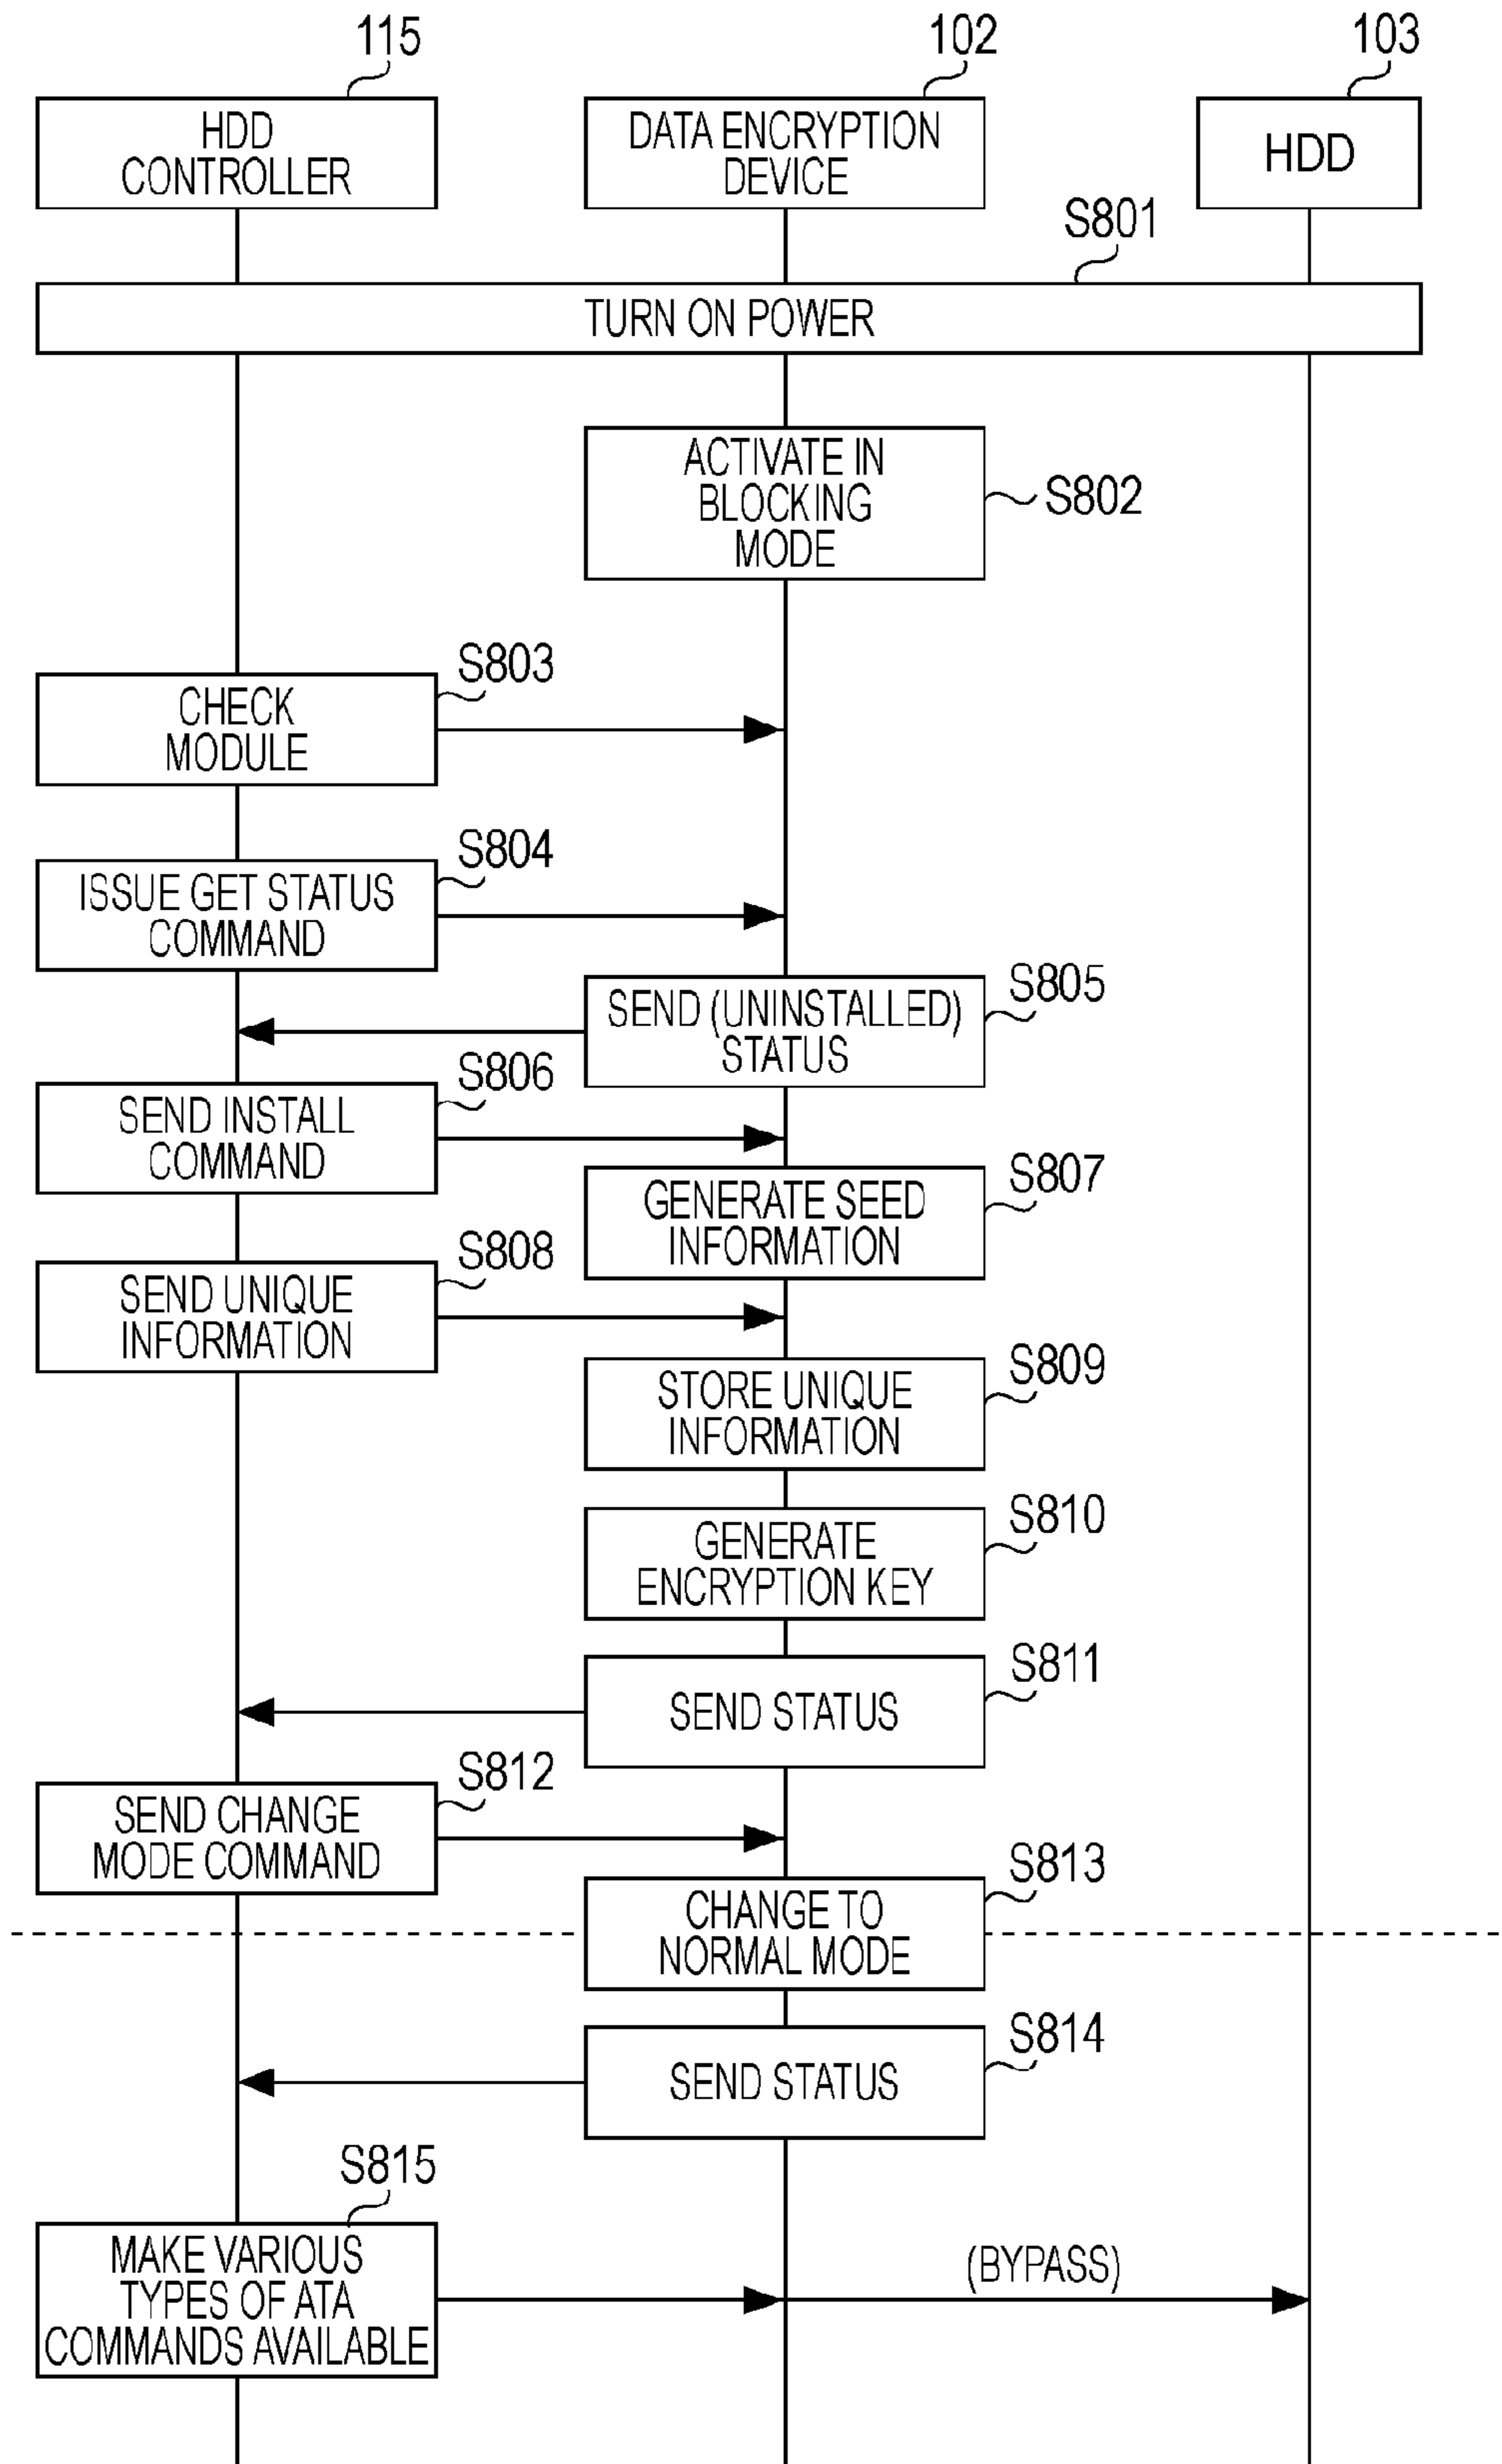 115
102
103
HDD
CONTROLLER
DATA ENCRYPTION
DEVICE
HDD
S801
TURN ON POWER
ACTIVATE IN
BLOCKING
MODE
S802
S803
CHECK
MODULE
S804
ISSUE GET STATUS
COMMAND
S805
SEND (UNINSTALLED)
STATUS
S806
SEND INSTALL
COMMAND
S807
GENERATE SEED
INFORMATION
S808
SEND UNIQUE
INFORMATION
S809
STORE UNIQUE
INFORMATION
S810
GENERATE
ENCRYPTION KEY
S811
SEND STATUS
S812
SEND CHANGE
MODE COMMAND
S813
CHANGE TO
NORMAL MODE
S814
SEND STATUS
S815
MAKE VARIOUS
TYPES OF ATA
COMMANDS AVAILABLE
(BYPASS)